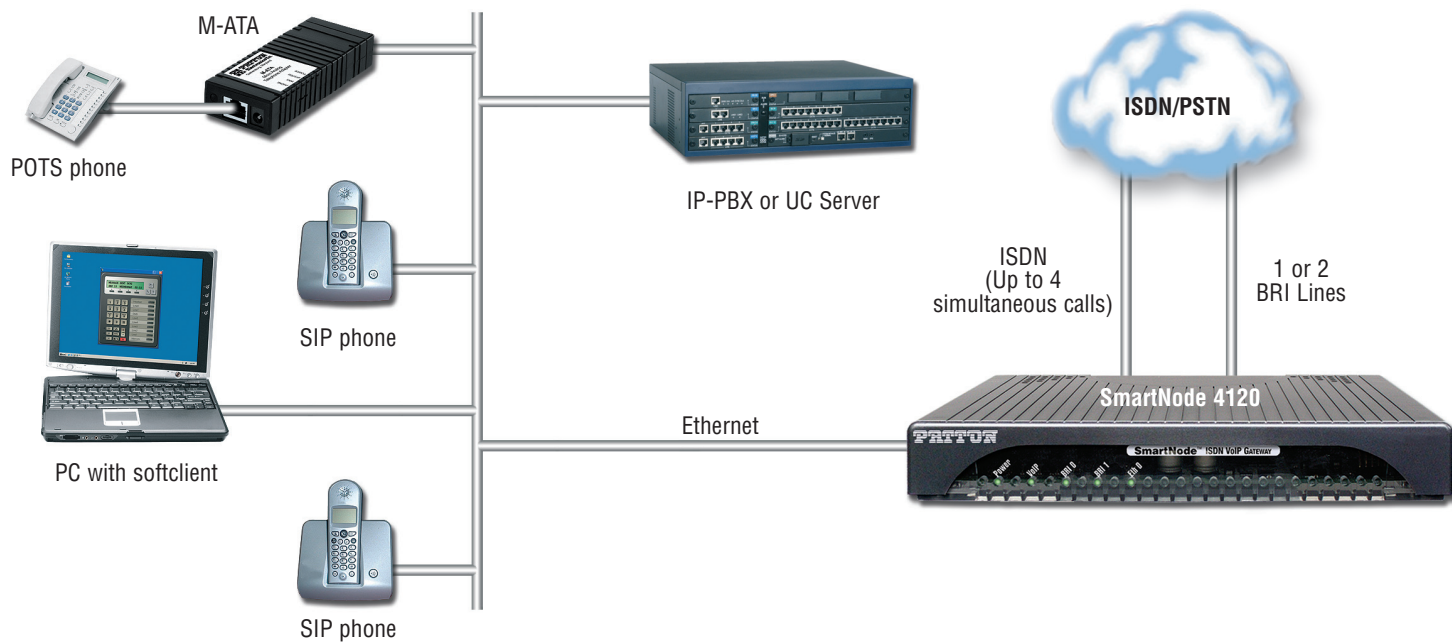 M-ATA
POTS phone
SIP phone
PC with softclient
SIP phone
IP-PBX or UC Server
ISDN/PSTN
ISDN
(Up to 4
simultaneous calls)
1 or 2
BRI Lines
Ethernet
SmartNode 4120
PATTON
SmartNode™ ISDN VoIP GATEWAY
Power
VoIP
BRI 0
BRI 1
Eth 0